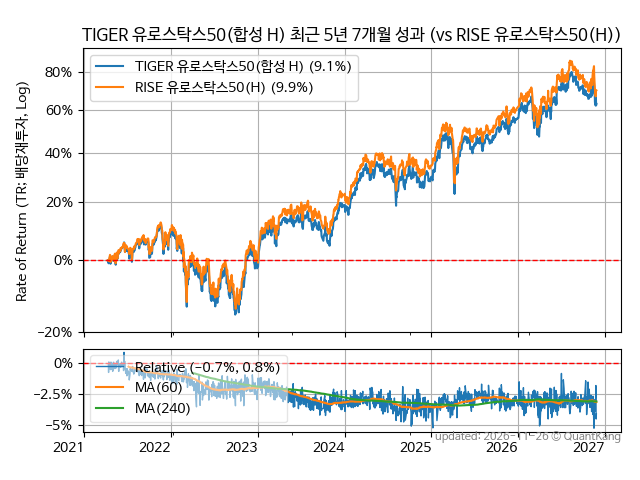 TIGER 유로스탁스50(합성 H) 최근 5년 7개월 성과 (vs RISE 유로스탁스50(H))
Rate of Return (TR: 배당재투자, Log)
TIGER 유로스탁스50(합성 H) (9.1%)
RISE 유로스탁스50(H) (9.9%)
80%
60%
40%
20%
0%
−20%
Relative (−0.7%, 0.8%)
MA(60)
MA(240)
0%
−2.5%
−5%
2021 2022 2023 2024 2025 2026 2027
updated: 2026-11-26 © QuantKang